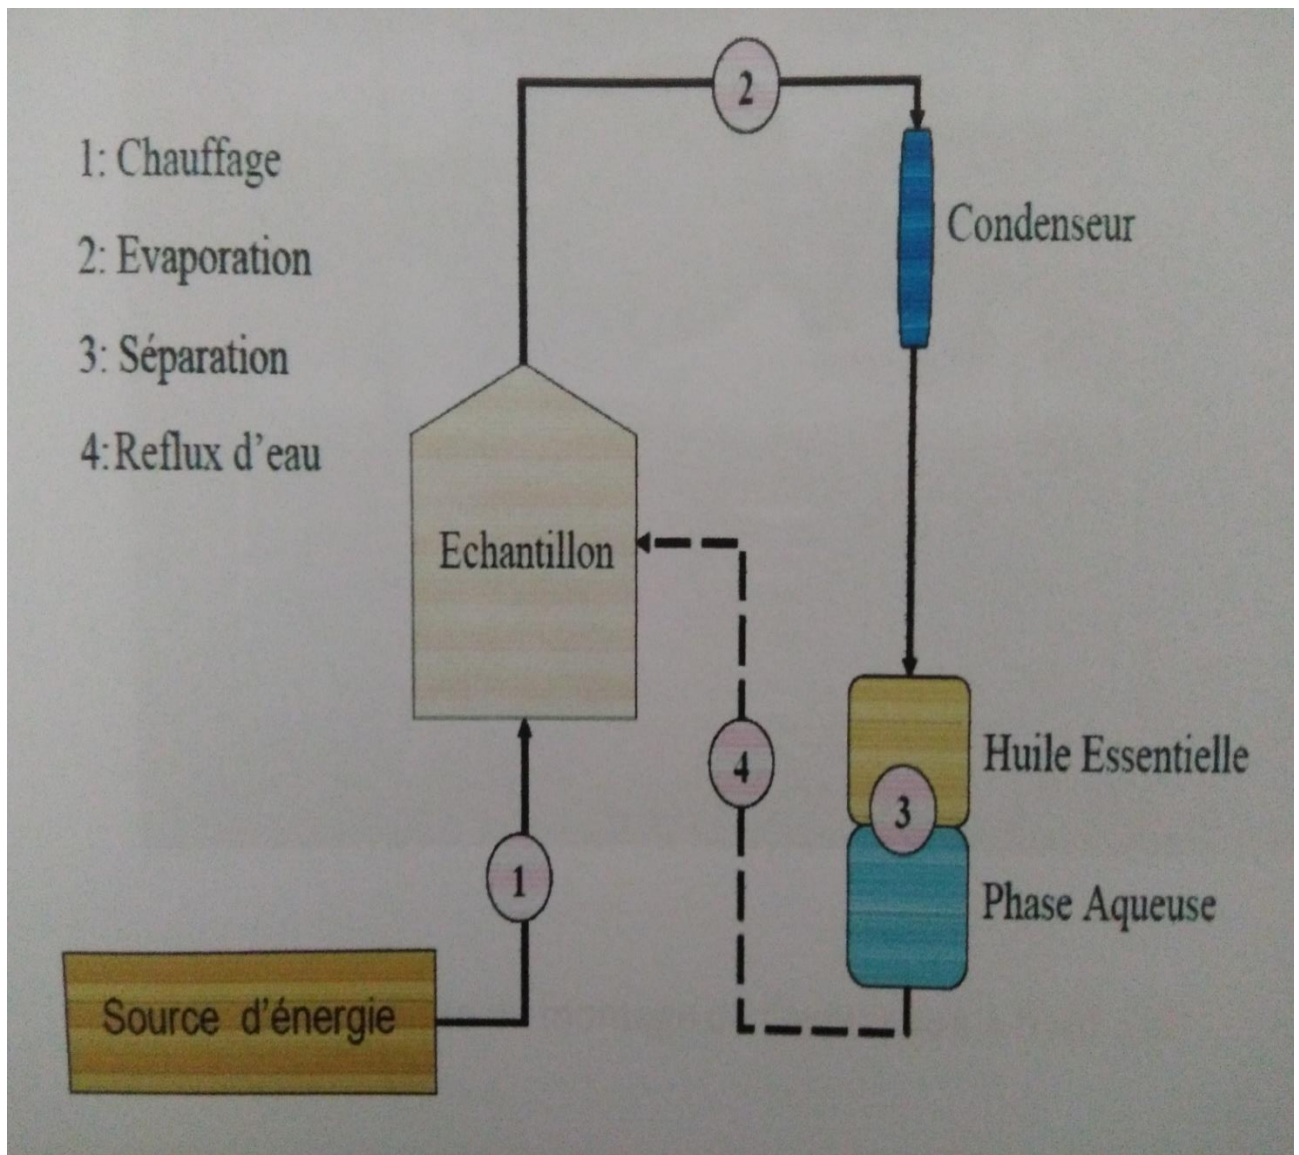 1: Chauffage
2: Evaporation
3: Séparation
4:Reflux d'eau
2
Condenseur
Echantillon
4
Huile Essentielle
3
1
Phase Aqueuse
Source d'énergie